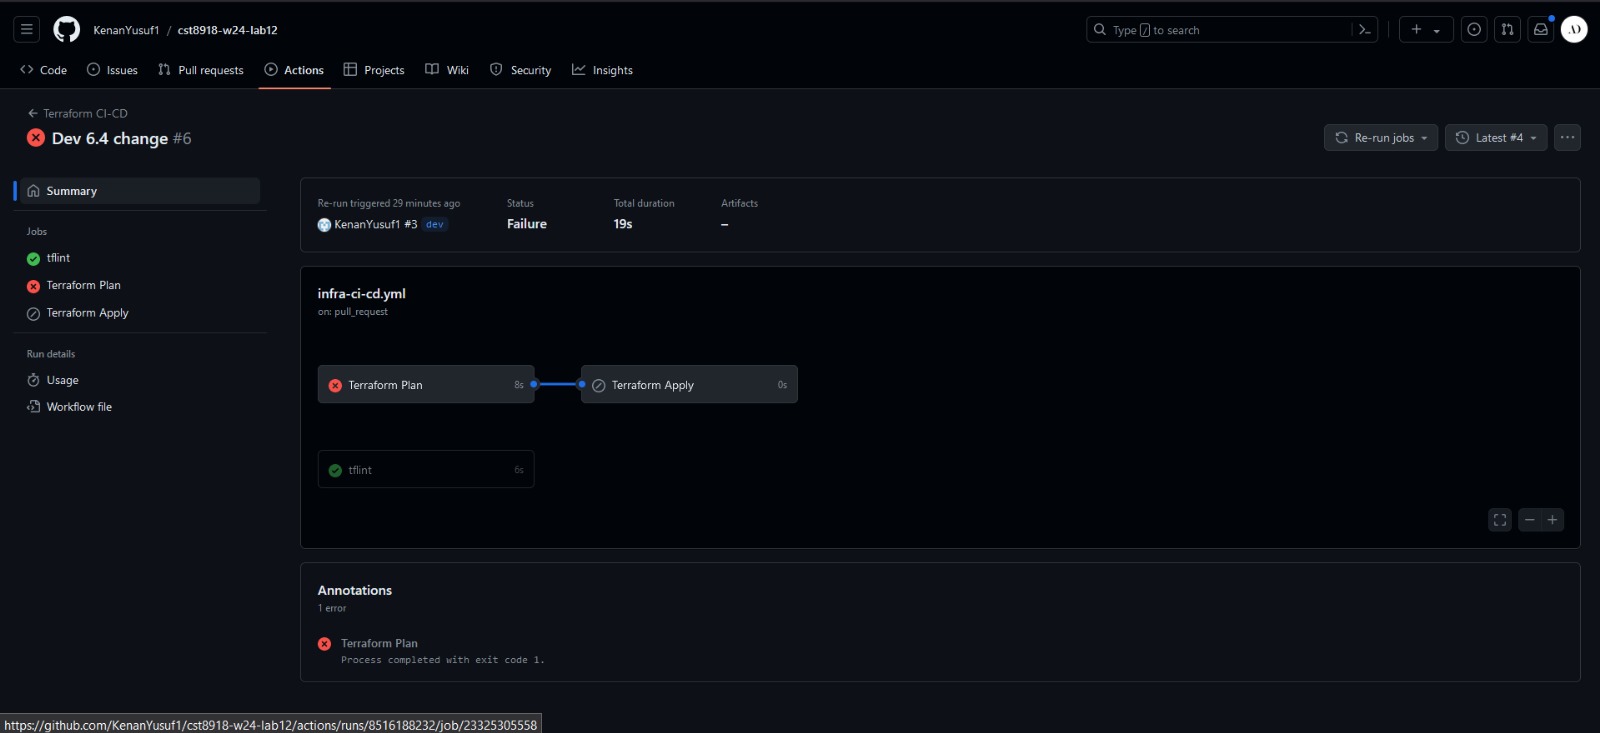 KenanYusuf1 / cst8918-w24-lab12
Type / to search
Code Issues Pull requests Actions Projects Wiki Security Insights
Terraform CI-CD
Dev 6.4 change #6
Re-run jobs Latest #4
Summary
Jobs
tflint
Terraform Plan
Terraform Apply
Run details
Usage
Workflow file
Re-run triggered 29 minutes ago Status Total duration Artifacts
KenanYusuf1 #3 dev Failure 19s –
infra-ci-cd.yml
on: pull_request
Terraform Plan 8s Terraform Apply 0s
tflint 6s
Annotations
1 error
Terraform Plan
Process completed with exit code 1.
https://github.com/KenanYusuf1/cst8918-w24-lab12/actions/runs/8516188232/job/23325305558